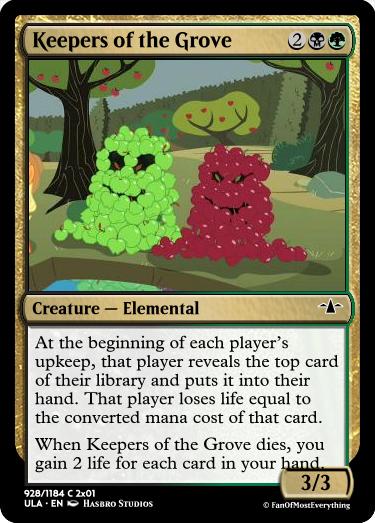 Keepers of the Grove 2
Creature — Elemental
At the beginning of each player's
upkeep, that player reveals the top card
of their library and puts it into their
hand. That player loses life equal to
the converted mana cost of that card.
When Keepers of the Grove dies, you
gain 2 life for each card in your hand.
3/3
928/1184 C 2x01
ULA • EN Hasbro Studios
© FanOfMostEverything